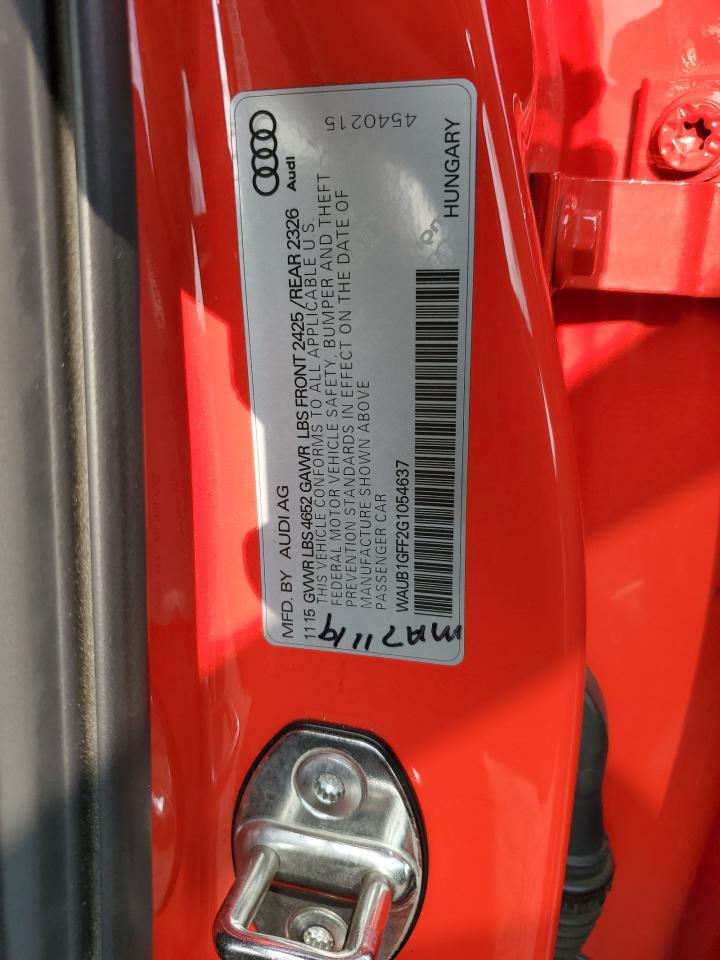 4540215
Audi
MFD. BY AUDI AG
11 15 GVWR LBS 4652 GAWR LBS FRONT 2425 /REAR 2326
THIS VEHICLE CONFORMS TO ALL APPLICABLE U.S.
FEDERAL MOTOR VEHICLE SAFETY, BUMPER AND THEFT
PREVENTION STANDARDS IN EFFECT ON THE DATE OF
MANUFACTURE SHOWN ABOVE
PASSENGER CAR
HUNGARY
WAUB1GFF2G1054637